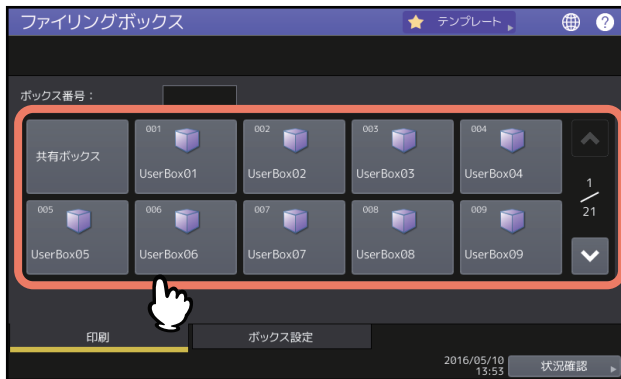 ファイリングボックス
テンプレート
?
ボックス番号：
共有ボックス
001
UserBox01
002
UserBox02
003
UserBox03
004
UserBox04
005
UserBox05
006
UserBox06
007
UserBox07
008
UserBox08
009
UserBox09
1
/
21
印刷
ボックス設定
2016/05/10
13:53
状況確認